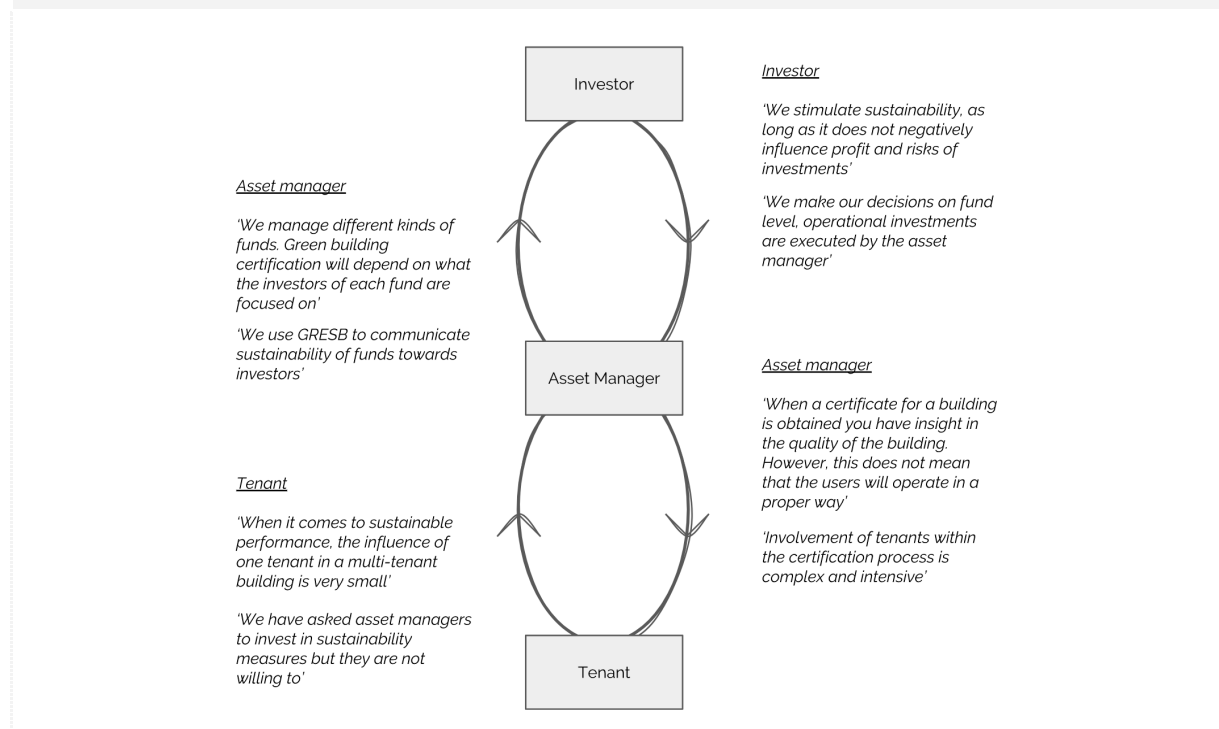 Investor
Investor
‘We stimulate sustainability, as
long as it does not negatively
influence profit and risks of
investments’
‘We make our decisions on fund
level, operational investments
are executed by the asset
manager’
Asset manager
‘We manage different kinds of
funds. Green building
certification will depend on what
the investors of each fund are
focused on’
‘We use GRESB to communicate
sustainability of funds towards
investors’
Asset Manager
Asset manager
‘When a certificate for a building
is obtained you have insight in
the quality of the building.
However, this does not mean
that the users will operate in a
proper way’
‘Involvement of tenants within
the certification process is
complex and intensive’
Tenant
‘When it comes to sustainable
performance, the influence of
one tenant in a multi-tenant
building is very small’
‘We have asked asset managers
to invest in sustainability
measures but they are not
willing to’
Tenant